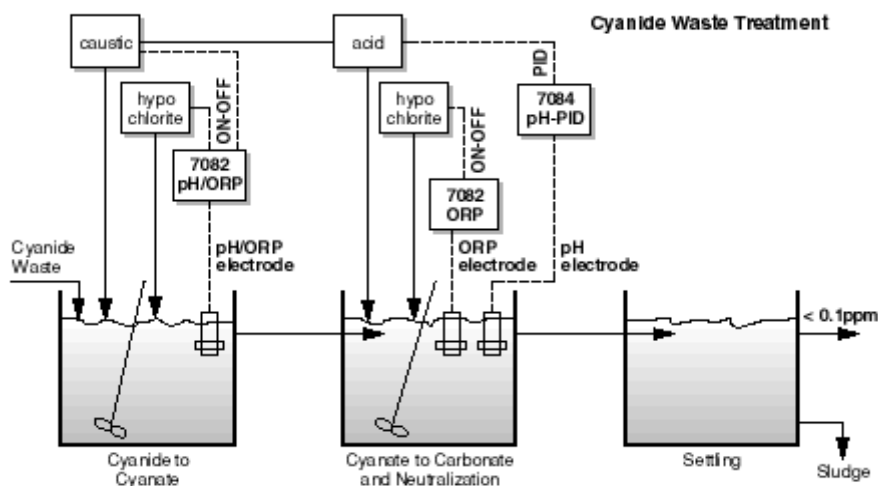 Cyanide Waste Treatment
caustic
acid
hypo
chlorite
ON-OFF
7082
pH/ORP
hypo
chlorite
ON-OFF
7082
ORP
PID
7084
pH-PID
Cyanide
Waste
pH/ORP
electrode
ORP
electrode
pH
electrode
< 0.1ppm
Cyanide to
Cyanate
Cyanate to Carbonate
and Neutralization
Settling
Sludge